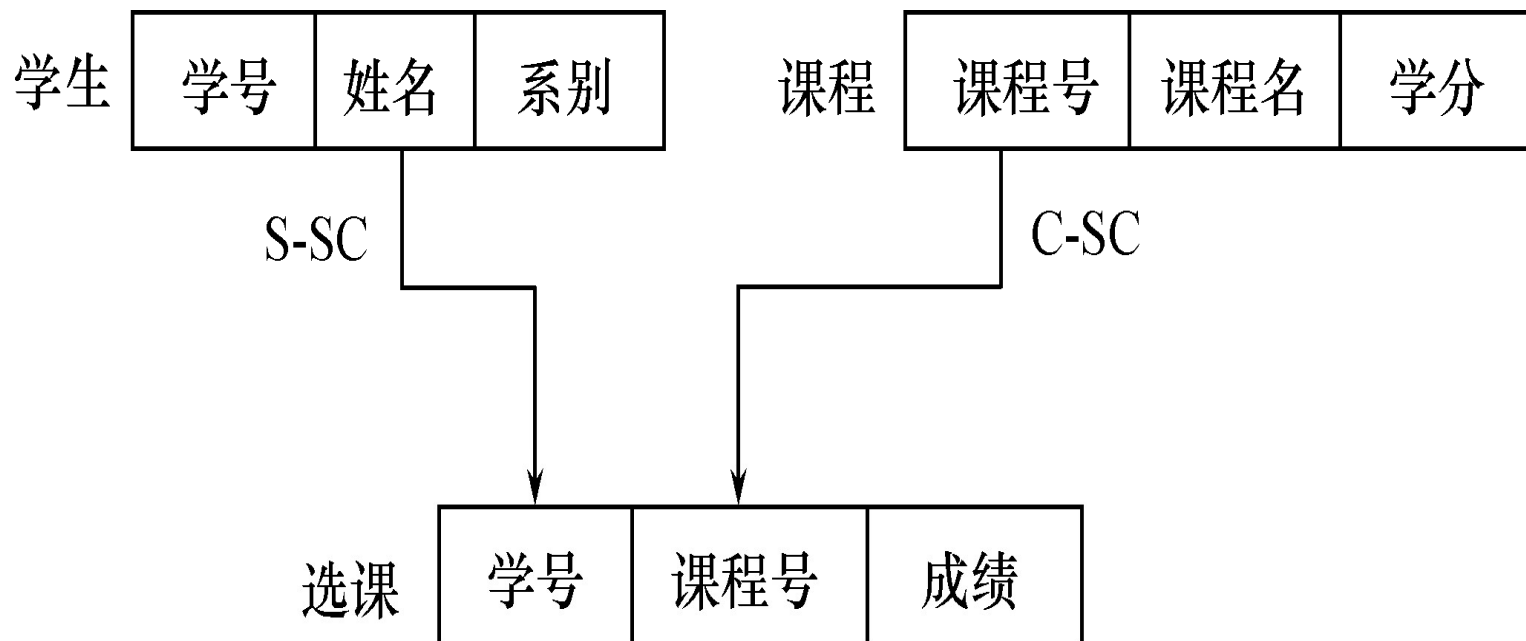 学生 学号 姓名 系别 课程 课程号 课程名 学分
S-SC C-SC
选课 学号 课程号 成绩